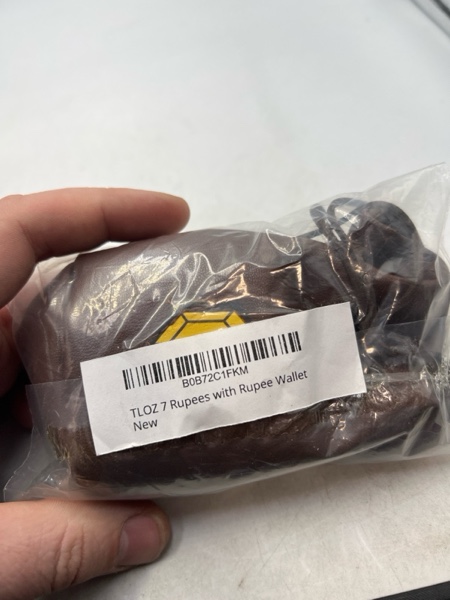 B0B72C1FKM
TLOZ 7 Rupees with Rupee Wallet
New